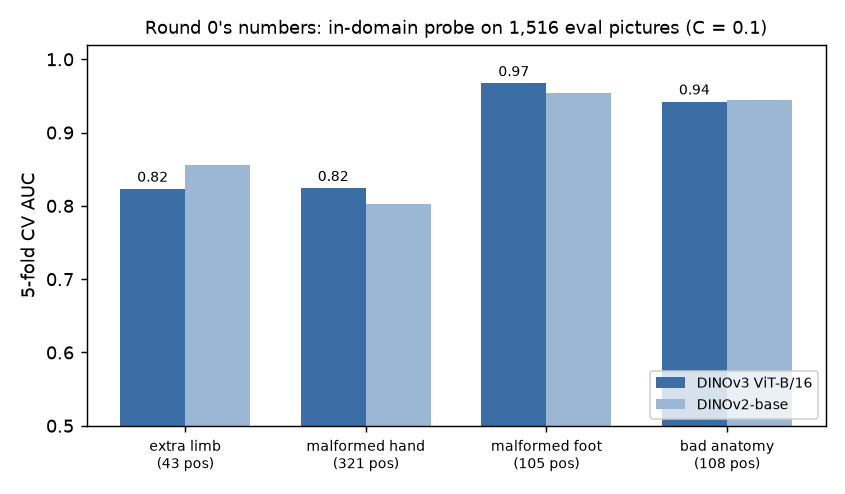 Round 0's numbers: in-domain probe on 1,516 eval pictures (C = 0.1)
5-fold CV AUC
1.0
0.9
0.8
0.7
0.6
0.5
0.82
0.82
0.97
0.94
DINOv3 ViT-B/16
DINOv2-base
extra limb
(43 pos)
malformed hand
(321 pos)
malformed foot
(105 pos)
bad anatomy
(108 pos)